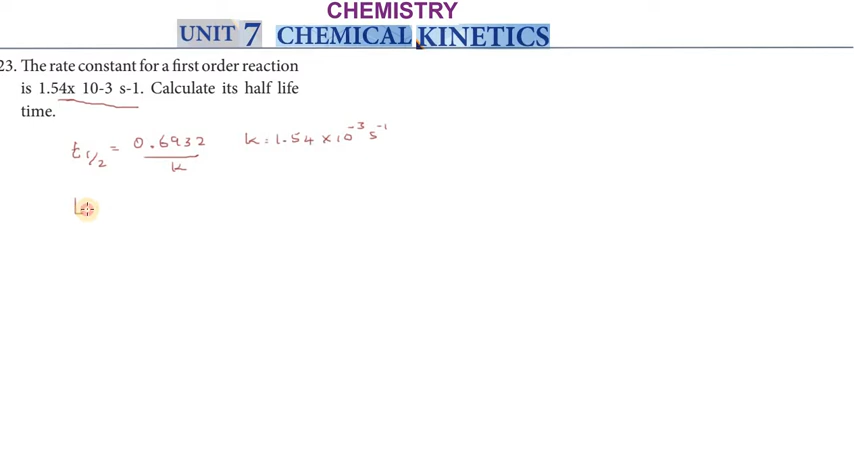 CHEMISTRY
UNIT 7 CHEMICAL KINETICS
23. The rate constant for a first order reaction
is 1.54x 10-3 s-1. Calculate its half life
time.
t1/2 = 0.6932 / k   k = 1.54 × 10⁻³ s⁻¹